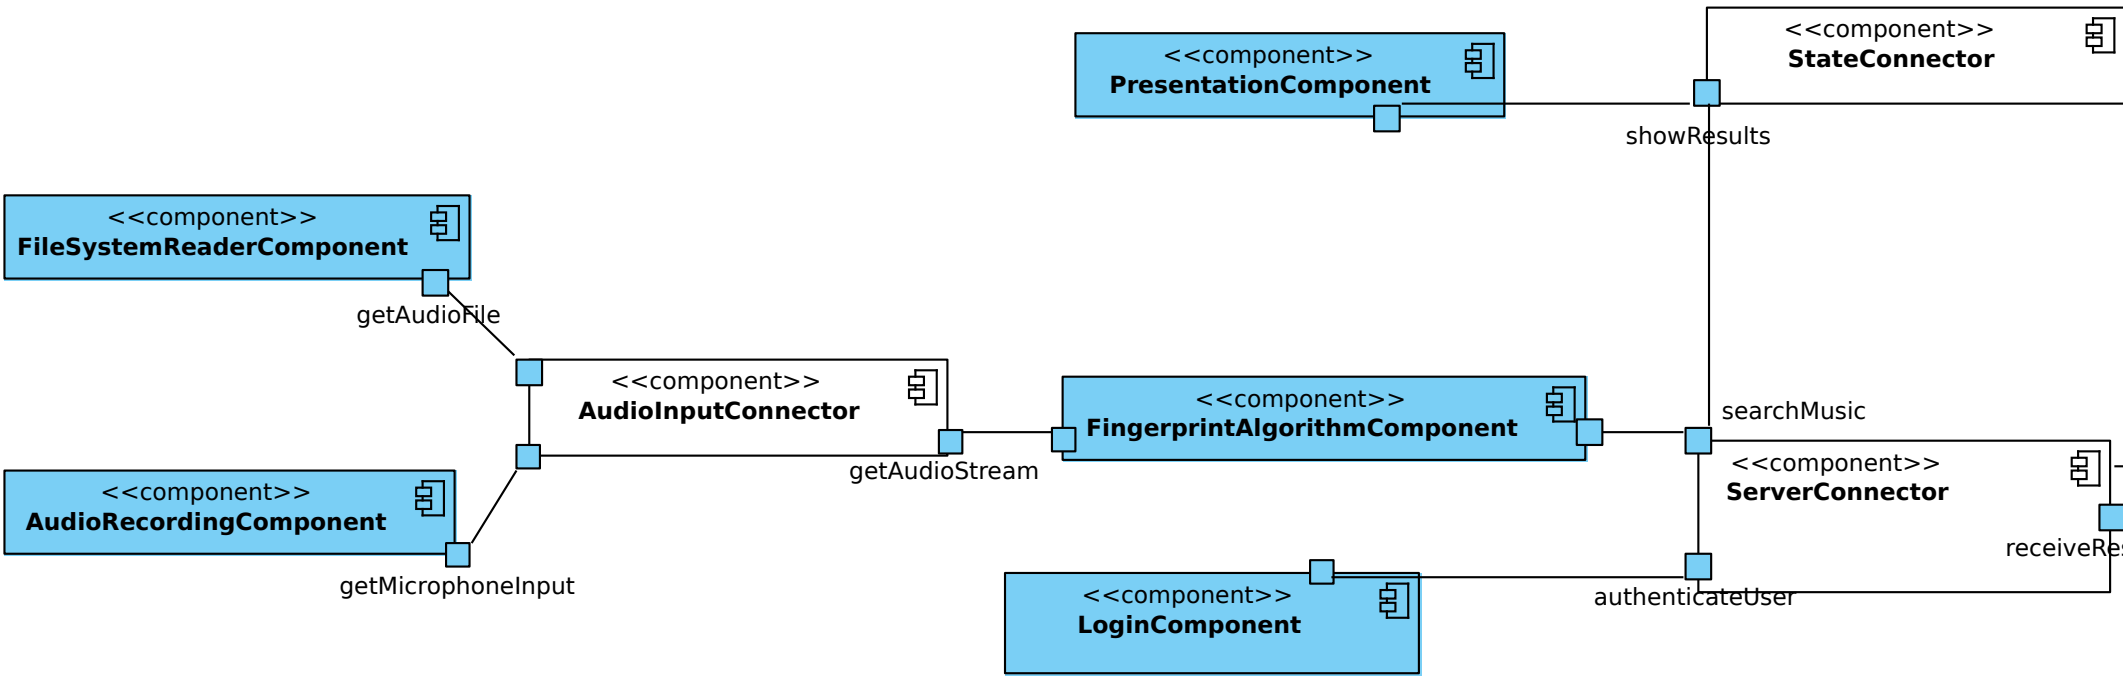 <<component>>
StateConnector
<<component>>
PresentationComponent
showResults
<<component>>
FileSystemReaderComponent
getAudioFile
<<component>>
AudioInputConnector
<<component>>
FingerprintAlgorithmComponent
searchMusic
getAudioStream
<<component>>
ServerConnector
<<component>>
AudioRecordingComponent
getMicrophoneInput
receiveRes
<<component>>
LoginComponent
authenticateUser